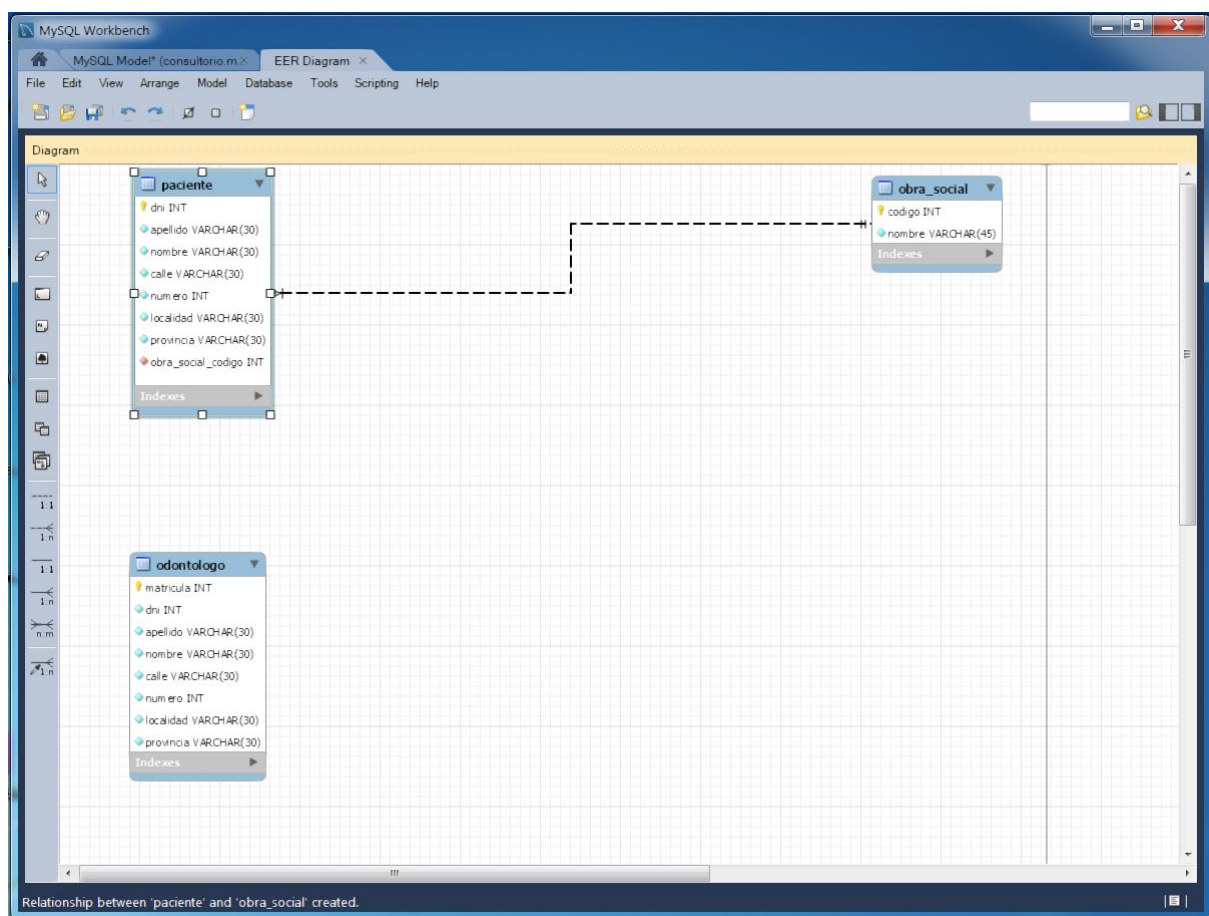 MySQL Workbench
MySQL Model* (consultorio.m
EER Diagram
File Edit View Arrange Model Database Tools Scripting Help
Diagram
paciente
dni INT
apellido VARCHAR(30)
nombre VARCHAR(30)
calle VARCHAR(30)
numero INT
localidad VARCHAR(30)
provincia VARCHAR(30)
obra_social_codigo INT
Indexes
obra_social
codigo INT
nombre VARCHAR(45)
Indexes
1:1
1:n
1:1
1:n
n:m
1:n
odontologo
matricula INT
dni INT
apellido VARCHAR(30)
nombre VARCHAR(30)
calle VARCHAR(30)
numero INT
localidad VARCHAR(30)
provincia VARCHAR(30)
Indexes
Relationship between 'paciente' and 'obra_social' created.